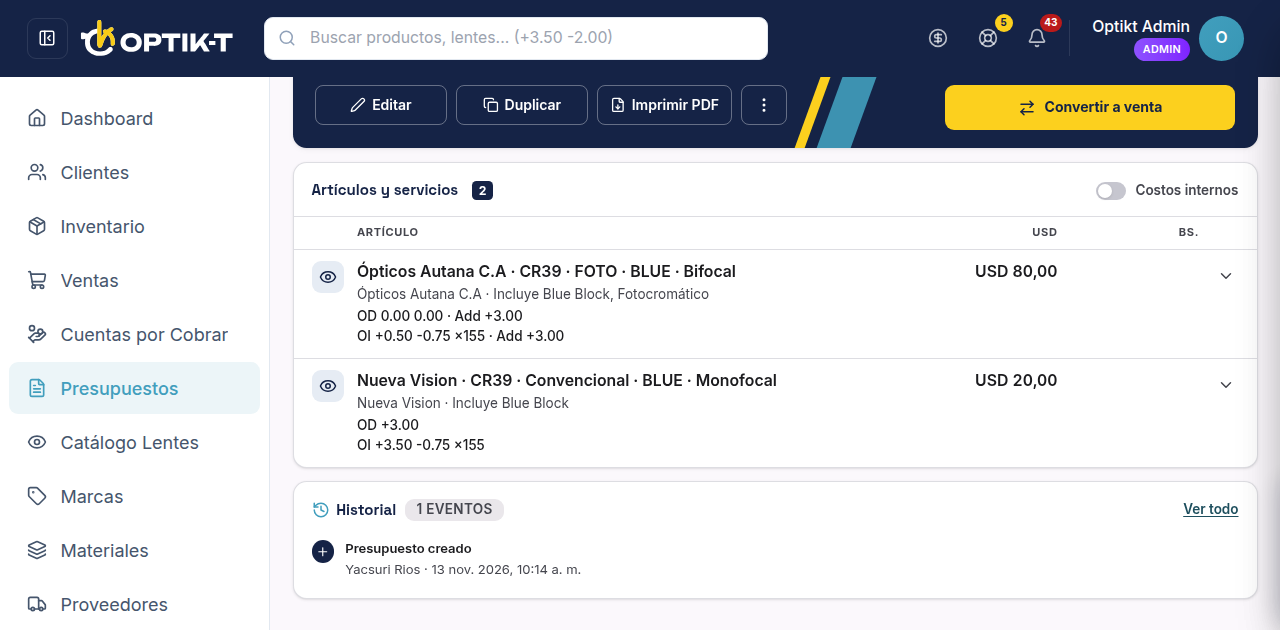 OPTIK-T
Buscar productos, lentes... (+3.50 -2.00)
5
43
Optikt Admin
ADMIN
O
Dashboard
Clientes
Inventario
Ventas
Cuentas por Cobrar
Presupuestos
Catálogo Lentes
Marcas
Materiales
Proveedores
Editar
Duplicar
Imprimir PDF
Convertir a venta
Artículos y servicios 2
Costos internos
ARTÍCULO USD BS.
Ópticos Autana C.A · CR39 · FOTO · BLUE · Bifocal USD 80,00
Ópticos Autana C.A · Incluye Blue Block, Fotocromático
OD 0.00 0.00 · Add +3.00
OI +0.50 -0.75 ×155 · Add +3.00
Nueva Vision · CR39 · Convencional · BLUE · Monofocal USD 20,00
Nueva Vision · Incluye Blue Block
OD +3.00
OI +3.50 -0.75 ×155
Historial 1 EVENTOS
Ver todo
Presupuesto creado
Yacsuri Rios · 13 nov. 2026, 10:14 a. m.